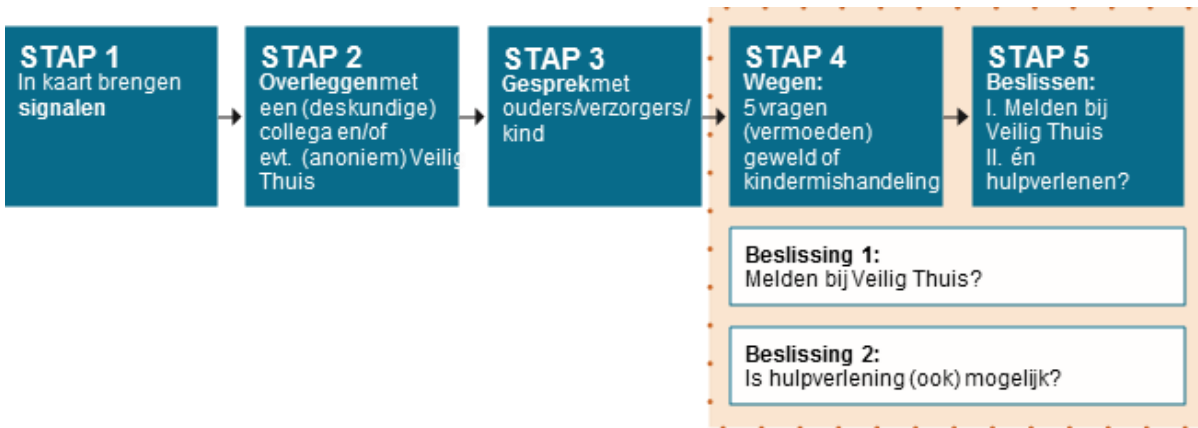 STAP 1
In kaart brengen
signalen
STAP 2
Overleggenmet
een (deskundige)
collega en/of
evt. (anoniem) Veilig
Thuis
STAP 3
Gesprekmet
ouders/verzorgers/
kind
STAP 4
Wegen:
5 vragen
(vermoeden)
geweld of
kindermishandeling
STAP 5
Beslissen:
I. Melden bij
Veilig Thuis
II. én
hulpverlenen?
Beslissing 1:
Melden bij Veilig Thuis?
Beslissing 2:
Is hulpverlening (ook) mogelijk?